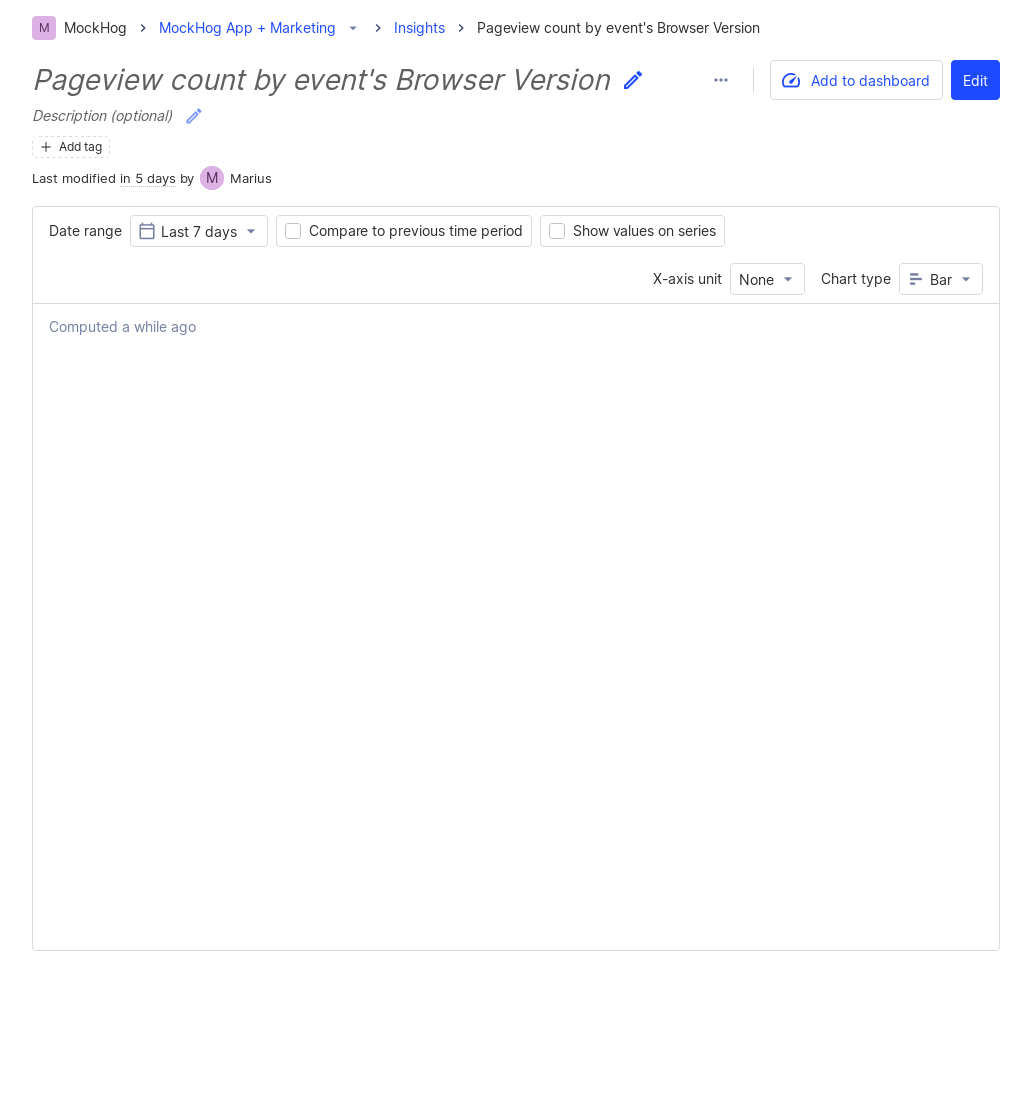 M MockHog MockHog App + Marketing Insights Pageview count by event's Browser Version
Pageview count by event's Browser Version
Add to dashboard Edit
Description (optional)
Add tag
Last modified in 5 days by M Marius
Date range Last 7 days Compare to previous time period Show values on series
X-axis unit None Chart type Bar
Computed a while ago